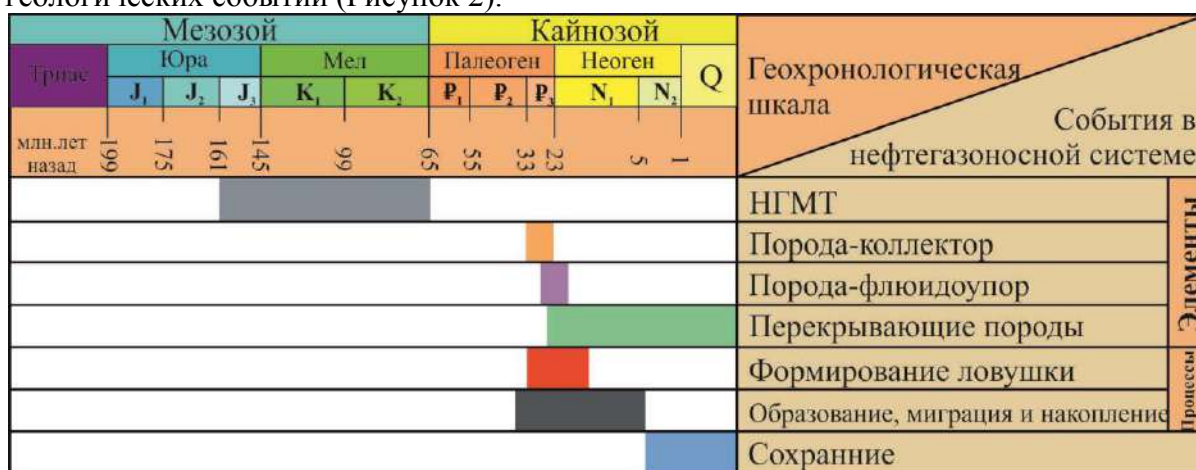 геологических событий (Рисунок 2).
Мезозой Кайнозой
Триас Юра Мел Палеоген Неоген Q
J₁ J₂ J₃ K₁ K₂ ₽₁ ₽₂ ₽₃ N₁ N₂
Геохронологическая
шкала
События в
нефтегазоносной системе
млн.лет
назад
199 175 161 145 99 65 55 33 23 5 1
НГМТ
Порода-коллектор
Порода-флюидоупор
Перекрывающие породы
Элементы
Формирование ловушки
Образование, миграция и накопление
Процессы
Сохранние